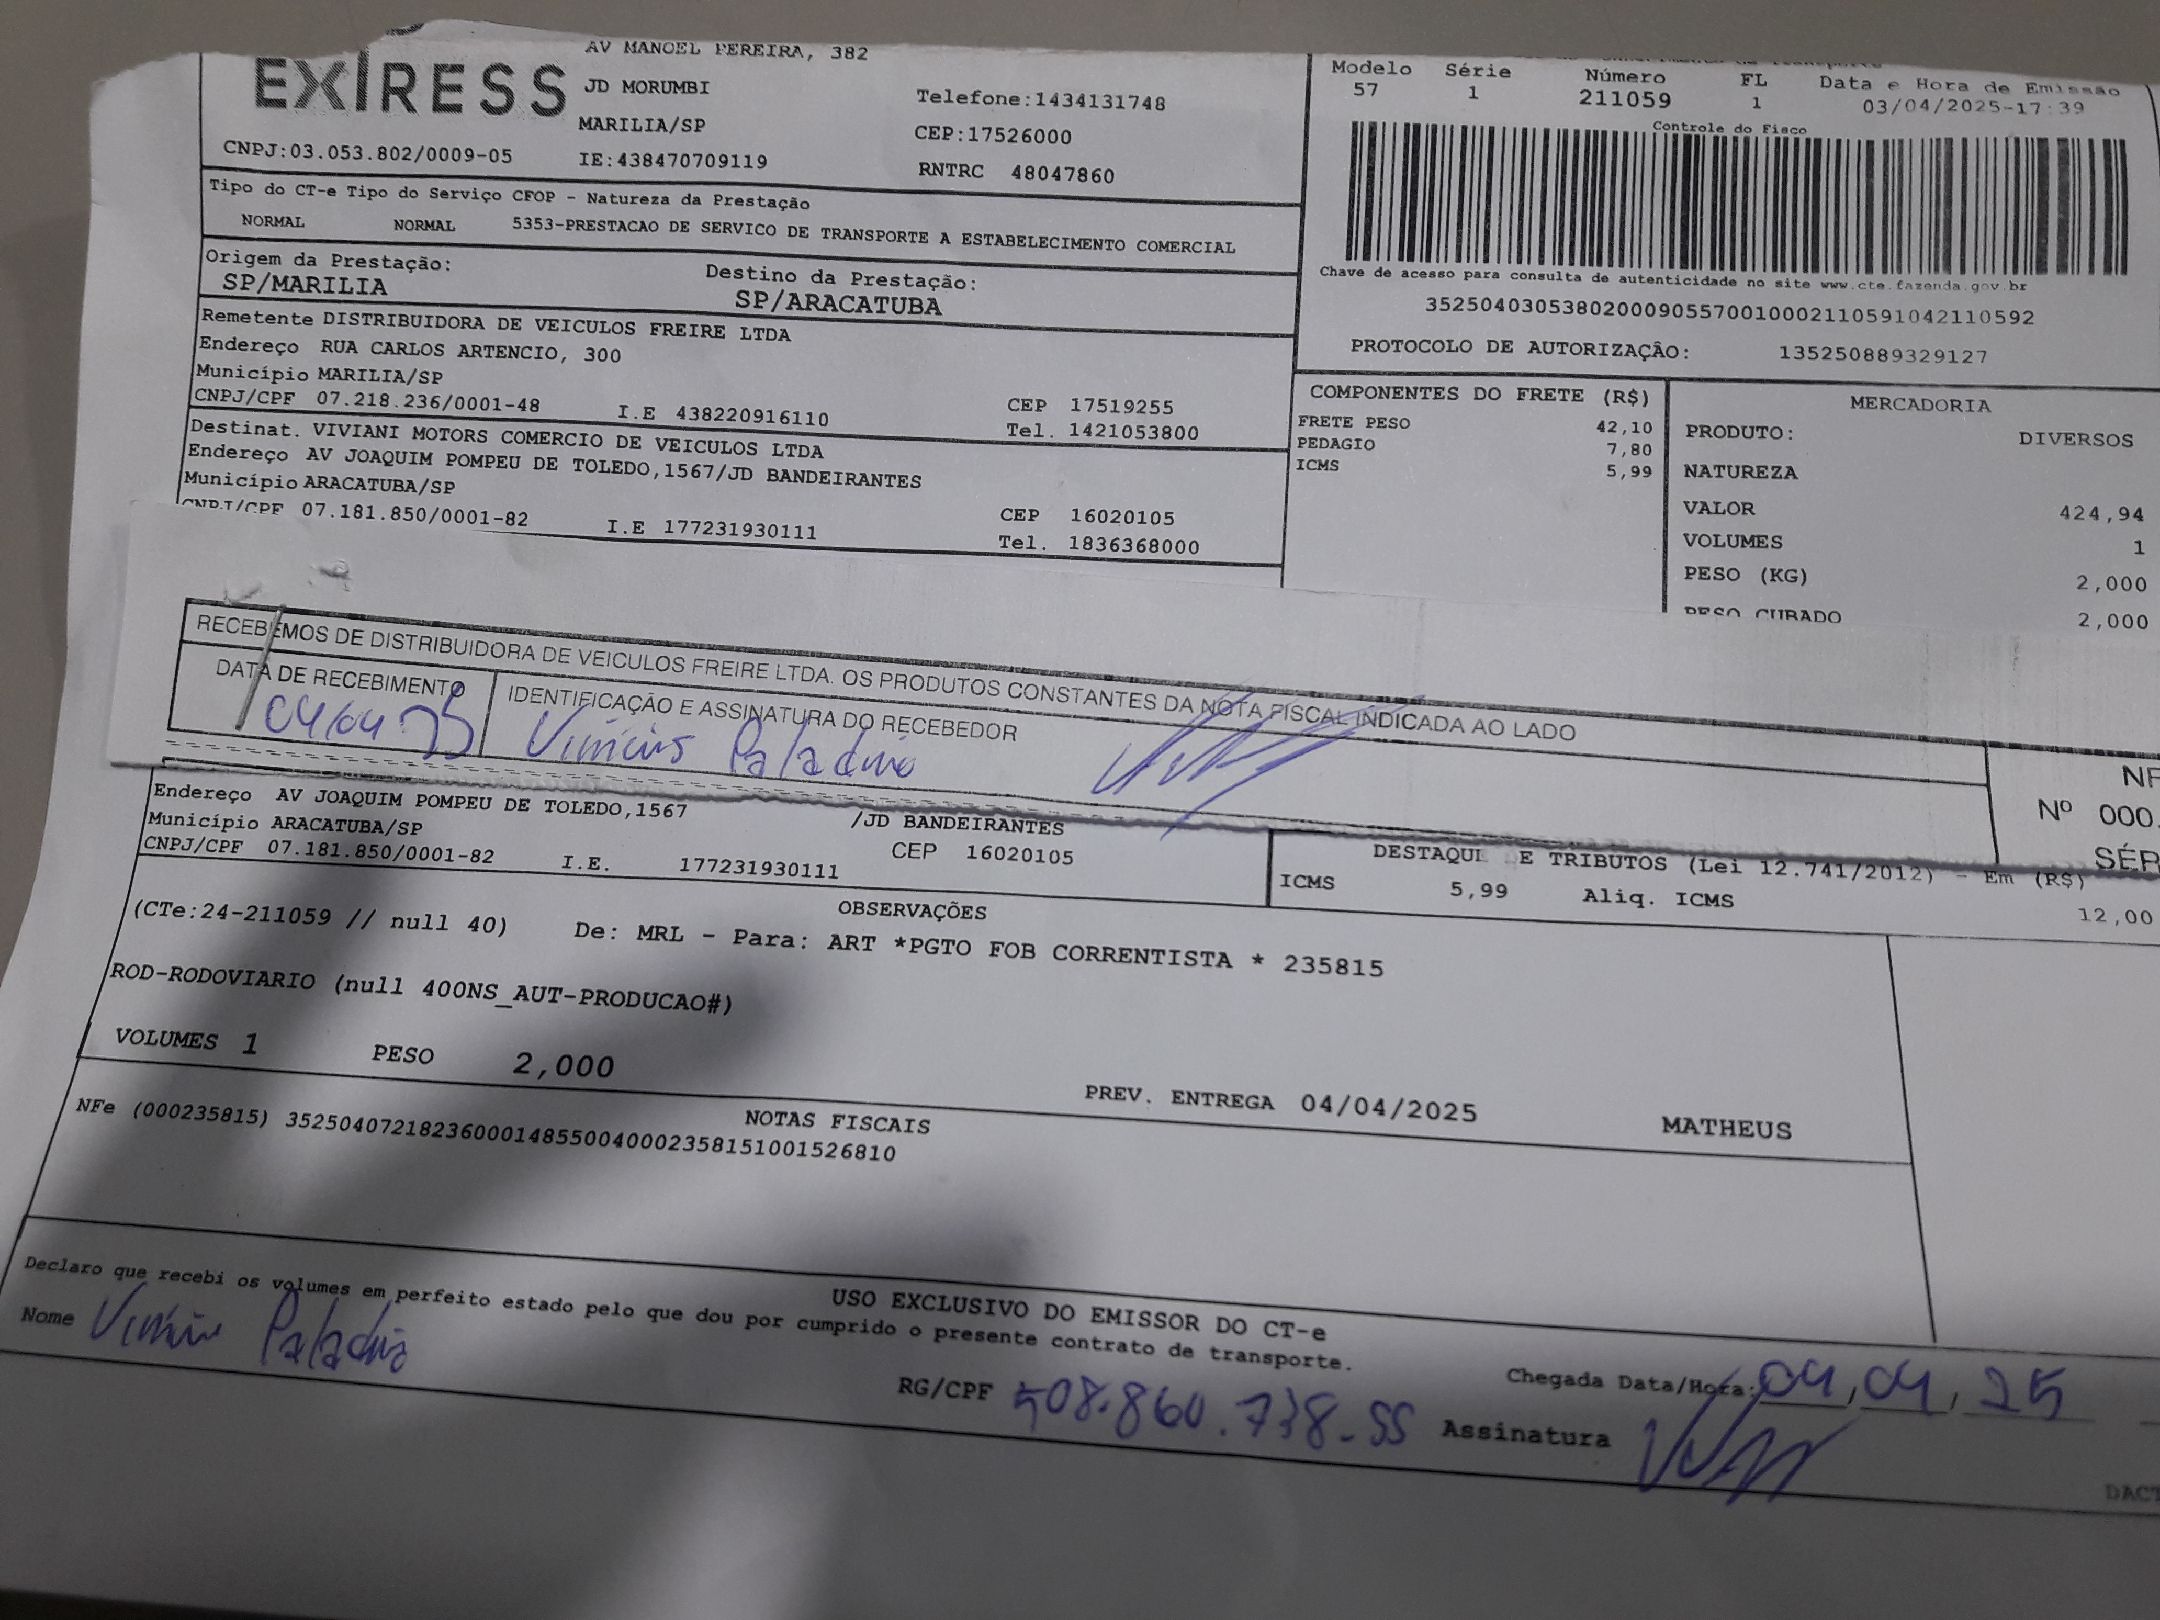 EXIRESS
AV MANOEL PEREIRA, 382
JD MORUMBI
MARILIA/SP
CNPJ:03.053.802/0009-05
IE:438470709119
Telefone:1434131748
CEP:17526000
RNTRC 48047860
Modelo Série Número FL Data e Hora de Emissão
57 1 211059 1 03/04/2025-17:39
Controle do Fisco
Chave de acesso para consulta de autenticidade no site www.cte.fazenda.gov.br
35250403053802000905570010002110591042110592
PROTOCOLO DE AUTORIZAÇÃO: 135250889329127
Tipo do CT-e Tipo do Serviço CFOP - Natureza da Prestação
NORMAL NORMAL 5353-PRESTACAO DE SERVICO DE TRANSPORTE A ESTABELECIMENTO COMERCIAL
Origem da Prestação: Destino da Prestação:
SP/MARILIA SP/ARACATUBA
Remetente DISTRIBUIDORA DE VEICULOS FREIRE LTDA
Endereço RUA CARLOS ARTENCIO, 300
Município MARILIA/SP
CEP 17519255
CNPJ/CPF 07.218.236/0001-48 I.E 438220916110
Tel. 1421053800
Destinat. VIVIANI MOTORS COMERCIO DE VEICULOS LTDA
Endereço AV JOAQUIM POMPEU DE TOLEDO,1567/JD BANDEIRANTES
Município ARACATUBA/SP
CEP 16020105
CNPJ/CPF 07.181.850/0001-82 I.E 177231930111
Tel. 1836368000
COMPONENTES DO FRETE (R$)
FRETE PESO 42,10
PEDAGIO 7,80
ICMS 5,99
MERCADORIA
PRODUTO: DIVERSOS
NATUREZA
VALOR 424,94
VOLUMES 1
PESO (KG) 2,000
PESO CUBADO 2,000
RECEBEMOS DE DISTRIBUIDORA DE VEICULOS FREIRE LTDA. OS PRODUTOS CONSTANTES DA NOTA FISCAL INDICADA AO LADO
DATA DE RECEBIMENTO IDENTIFICAÇÃO E ASSINATURA DO RECEBEDOR
04/04 25 Vinicius Paladino
NF
Nº 000.
SÉR
Endereço AV JOAQUIM POMPEU DE TOLEDO,1567 /JD BANDEIRANTES
Município ARACATUBA/SP
CEP 16020105
CNPJ/CPF 07.181.850/0001-82 I.E. 177231930111
DESTAQUE E TRIBUTOS (Lei 12.741/2012) - Em (R$)
ICMS 5,99 Aliq. ICMS 12,00
OBSERVAÇÕES
(CTe:24-211059 // null 40) De: MRL - Para: ART *PGTO FOB CORRENTISTA * 235815
ROD-RODOVIARIO (null 400NS_AUT-PRODUCAO#)
VOLUMES 1 PESO 2,000 PREV. ENTREGA 04/04/2025 MATHEUS
NOTAS FISCAIS
NFe (000235815) 35250407218236000148550040002358151001526810
USO EXCLUSIVO DO EMISSOR DO CT-e
Declaro que recebi os volumes em perfeito estado pelo que dou por cumprido o presente contrato de transporte.
Nome Vinicius Paladino
Chegada Data/Hora: 04, 04, 25
RG/CPF 508.860.738-55 Assinatura
DACT